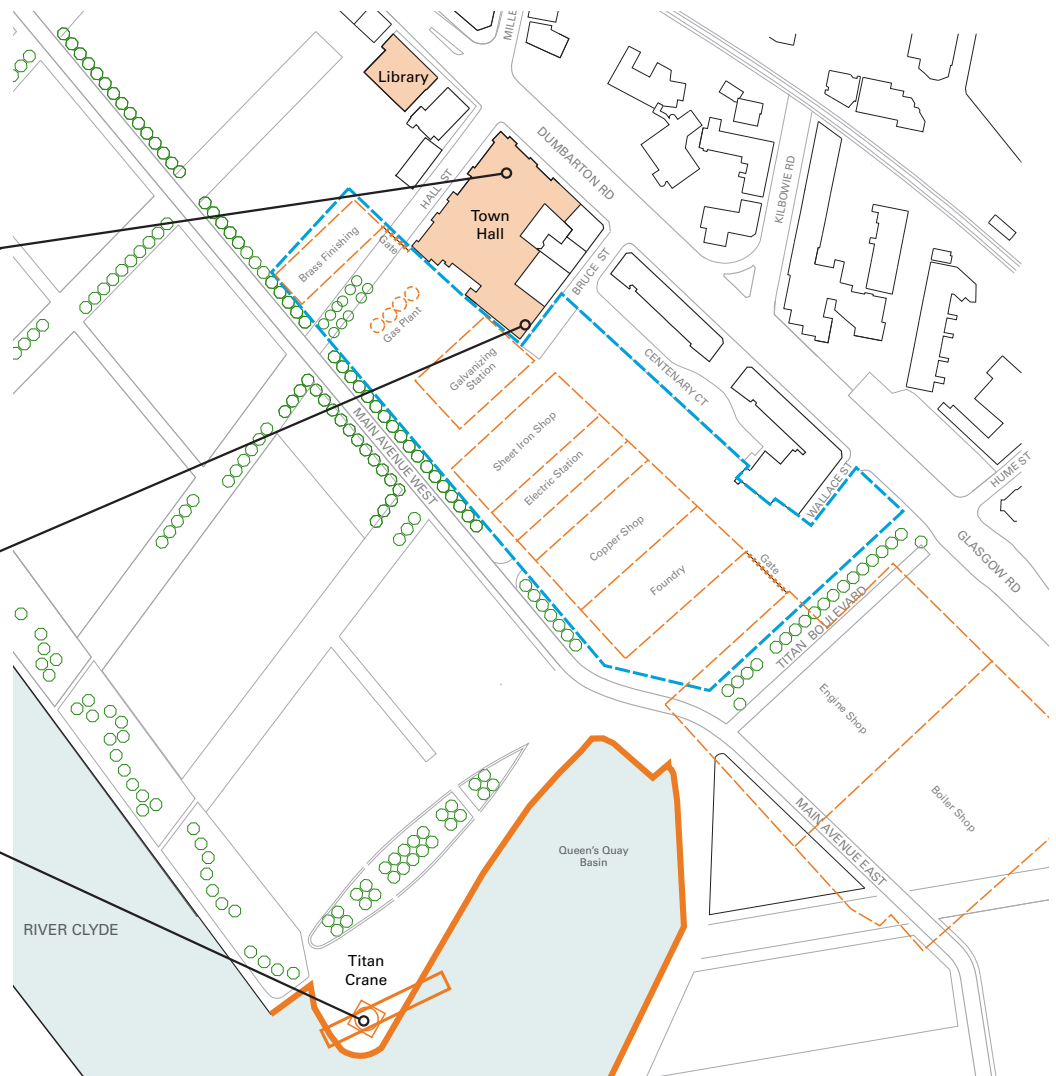 MILLE
Library
DUMBARTON RD
HALL ST
KILBOWIE RD
Town
Hall
Gate
Brass Finishing
BRUCE ST
Gas Plant
Galvanizing
Station
CENTENARY CT
MAIN AVENUE WEST
Sheet Iron Shop
Electric Station
Copper Shop
Foundry
Gate
WALLACE ST
HUME ST
GLASGOW RD
TITAN BOULEVARD
Engine Shop
Boiler Shop
MAIN AVENUE EAST
Queen's Quay
Basin
RIVER CLYDE
Titan
Crane